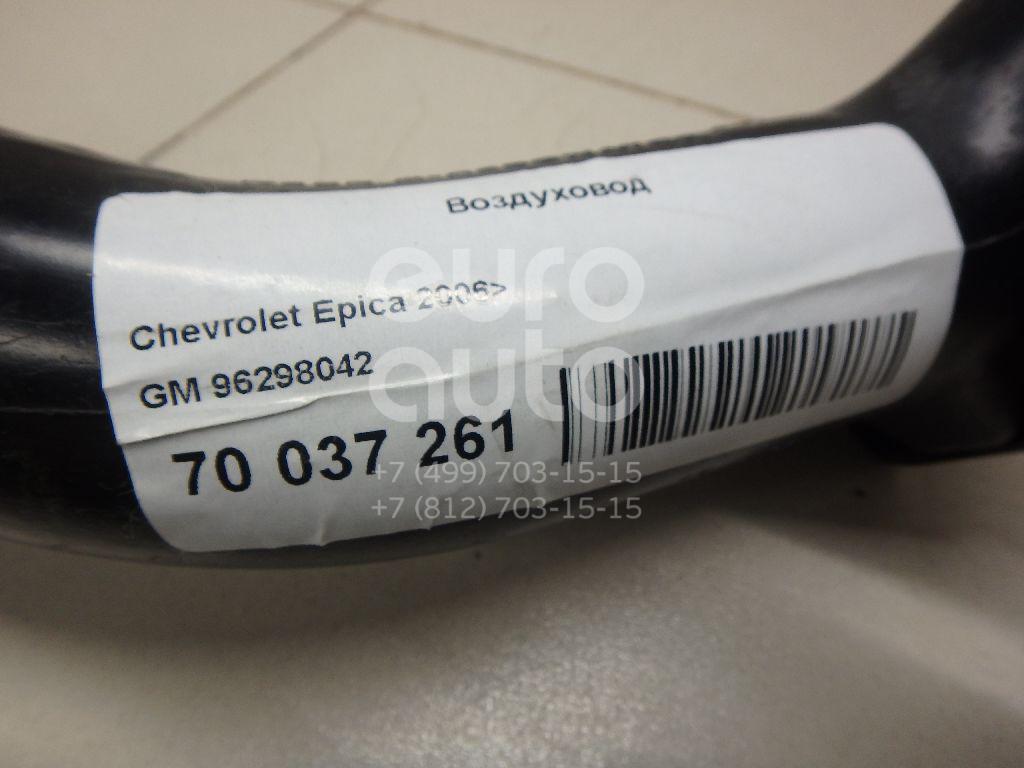 Воздуховод
Chevrolet Epica 2006>
GM 96298042
70 037 261
euro
auto
+7 (499) 703-15-15
+7 (812) 703-15-15